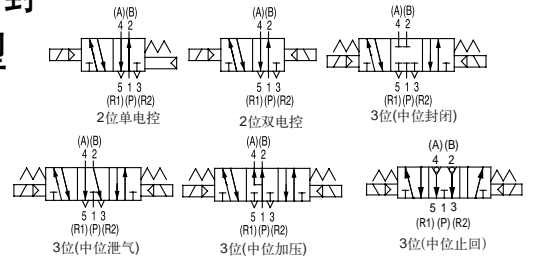 封
型
(A)(B)
4 2
5 1 3
(R1)(P)(R2)
2位单电控
(A)(B)
4 2
5 1 3
(R1)(P)(R2)
2位双电控
(A)(B)
4 2
5 1 3
(R1)(P)(R2)
3位(中位封闭)
(A)(B)
4 2
5 1 3
(R1)(P)(R2)
3位(中位泄气)
(A)(B)
4 2
5 1 3
(R1)(P)(R2)
3位(中位加压)
(A) (B)
4 2
5 1 3
(R1)(P)(R2)
3位(中位止回)